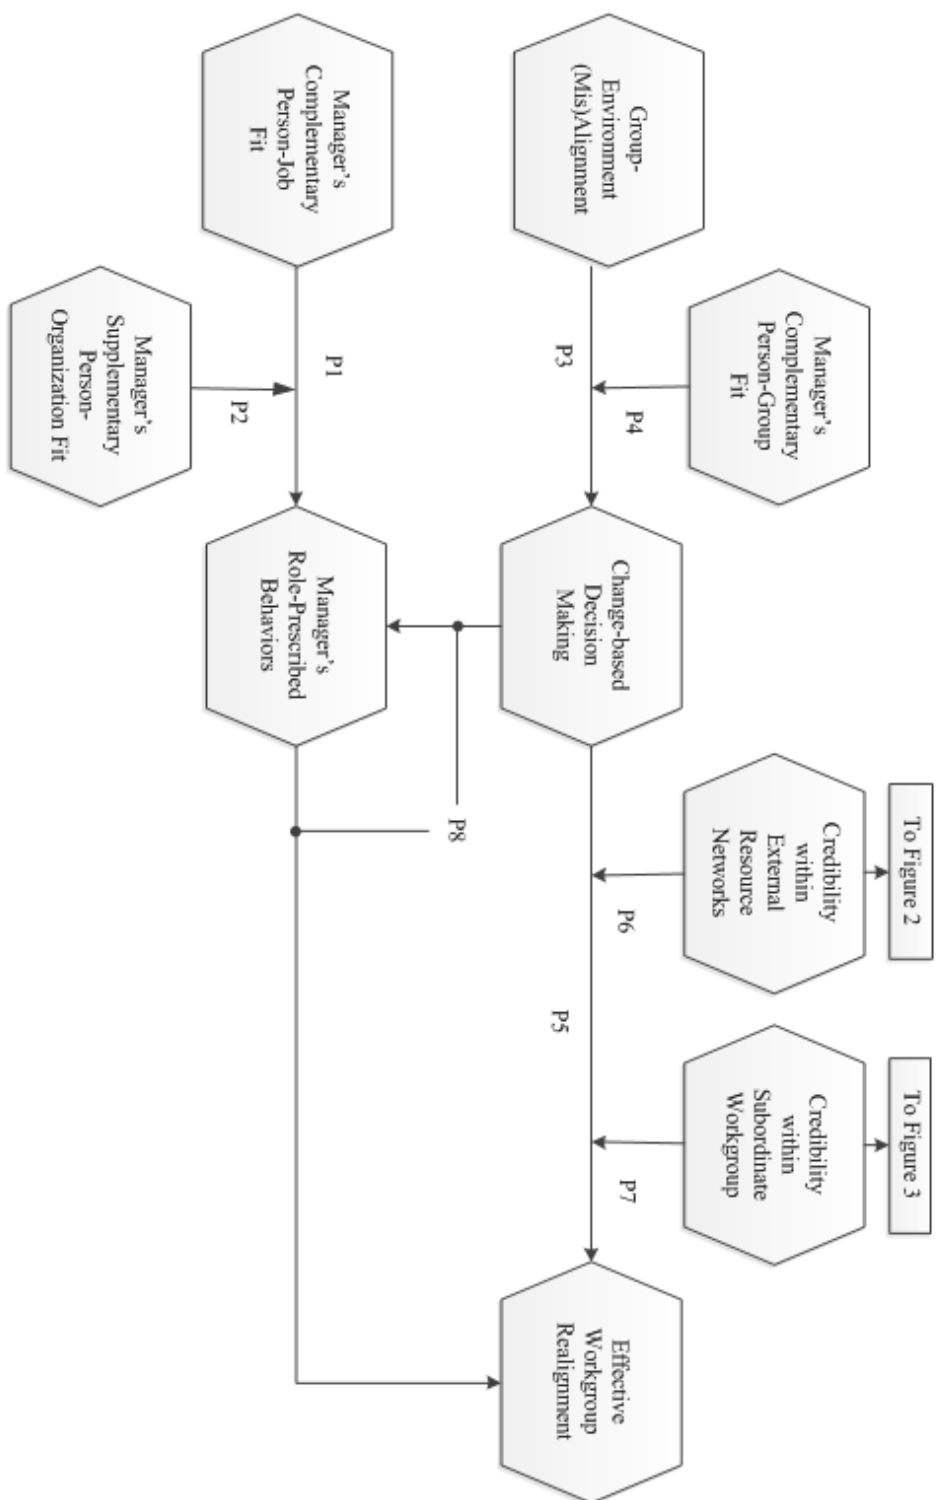 To Figure 2
To Figure 3
Manager's
Complementary
Person-Group
Fit
Credibility
within
External
Resource
Networks
Credibility
within
Subordinate
Workgroup
P4
P6
P7
Group-
Environment
(Mis)Alignment
P3
Change-based
Decision
Making
P5
Effective
Workgroup
Realignment
P8
Manager's
Complementary
Person-Job
Fit
P1
Manager's
Role-Prescribed
Behaviors
P2
Manager's
Supplementary
Person-
Organization Fit